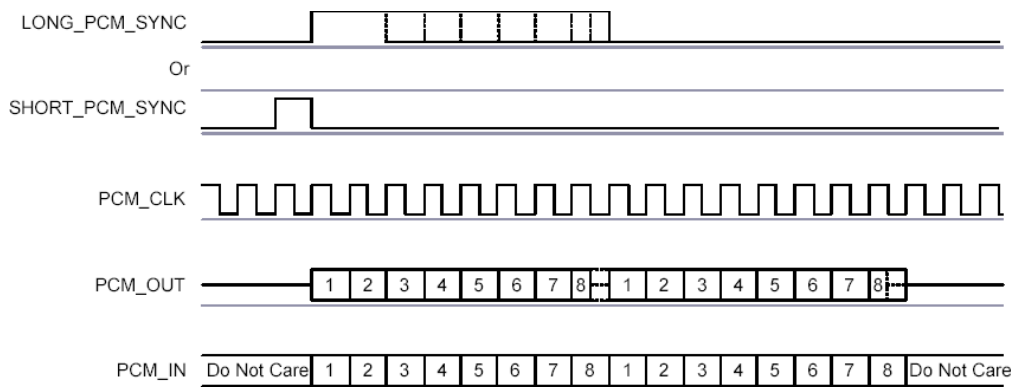 LONG_PCM_SYNC
Or
SHORT_PCM_SYNC
PCM_CLK
PCM_OUT 1 2 3 4 5 6 7 8 1 2 3 4 5 6 7 8
PCM_IN Do Not Care 1 2 3 4 5 6 7 8 1 2 3 4 5 6 7 8 Do Not Care